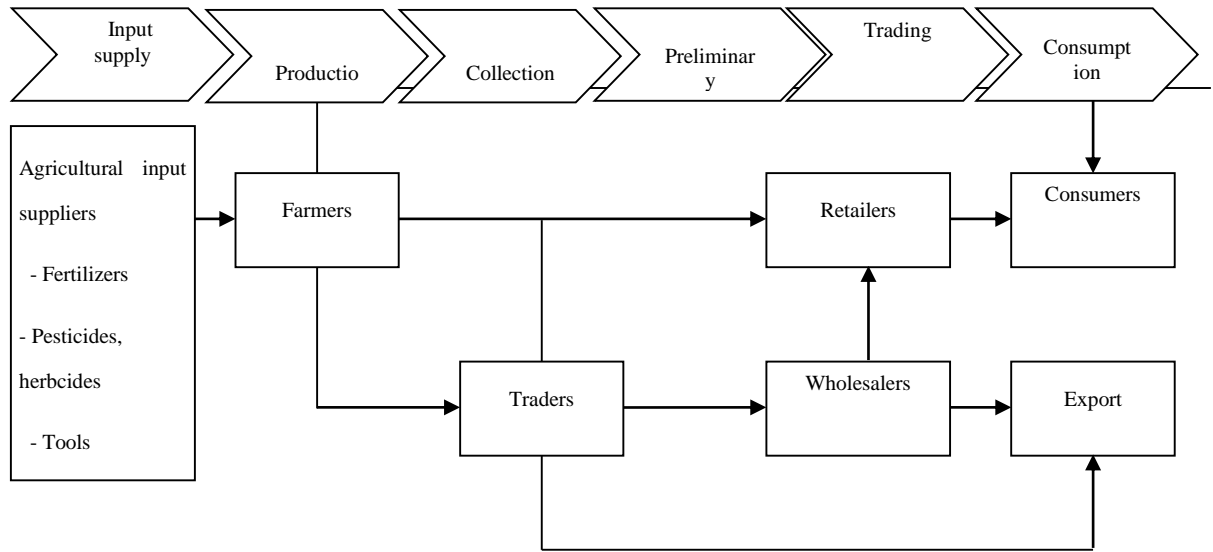 Input
supply
Productio
Collection
Preliminar
y
Trading
Consumpt
ion
Agricultural input
suppliers
- Fertilizers
- Pesticides,
herbcides
- Tools
Farmers
Retailers
Consumers
Traders
Wholesalers
Export